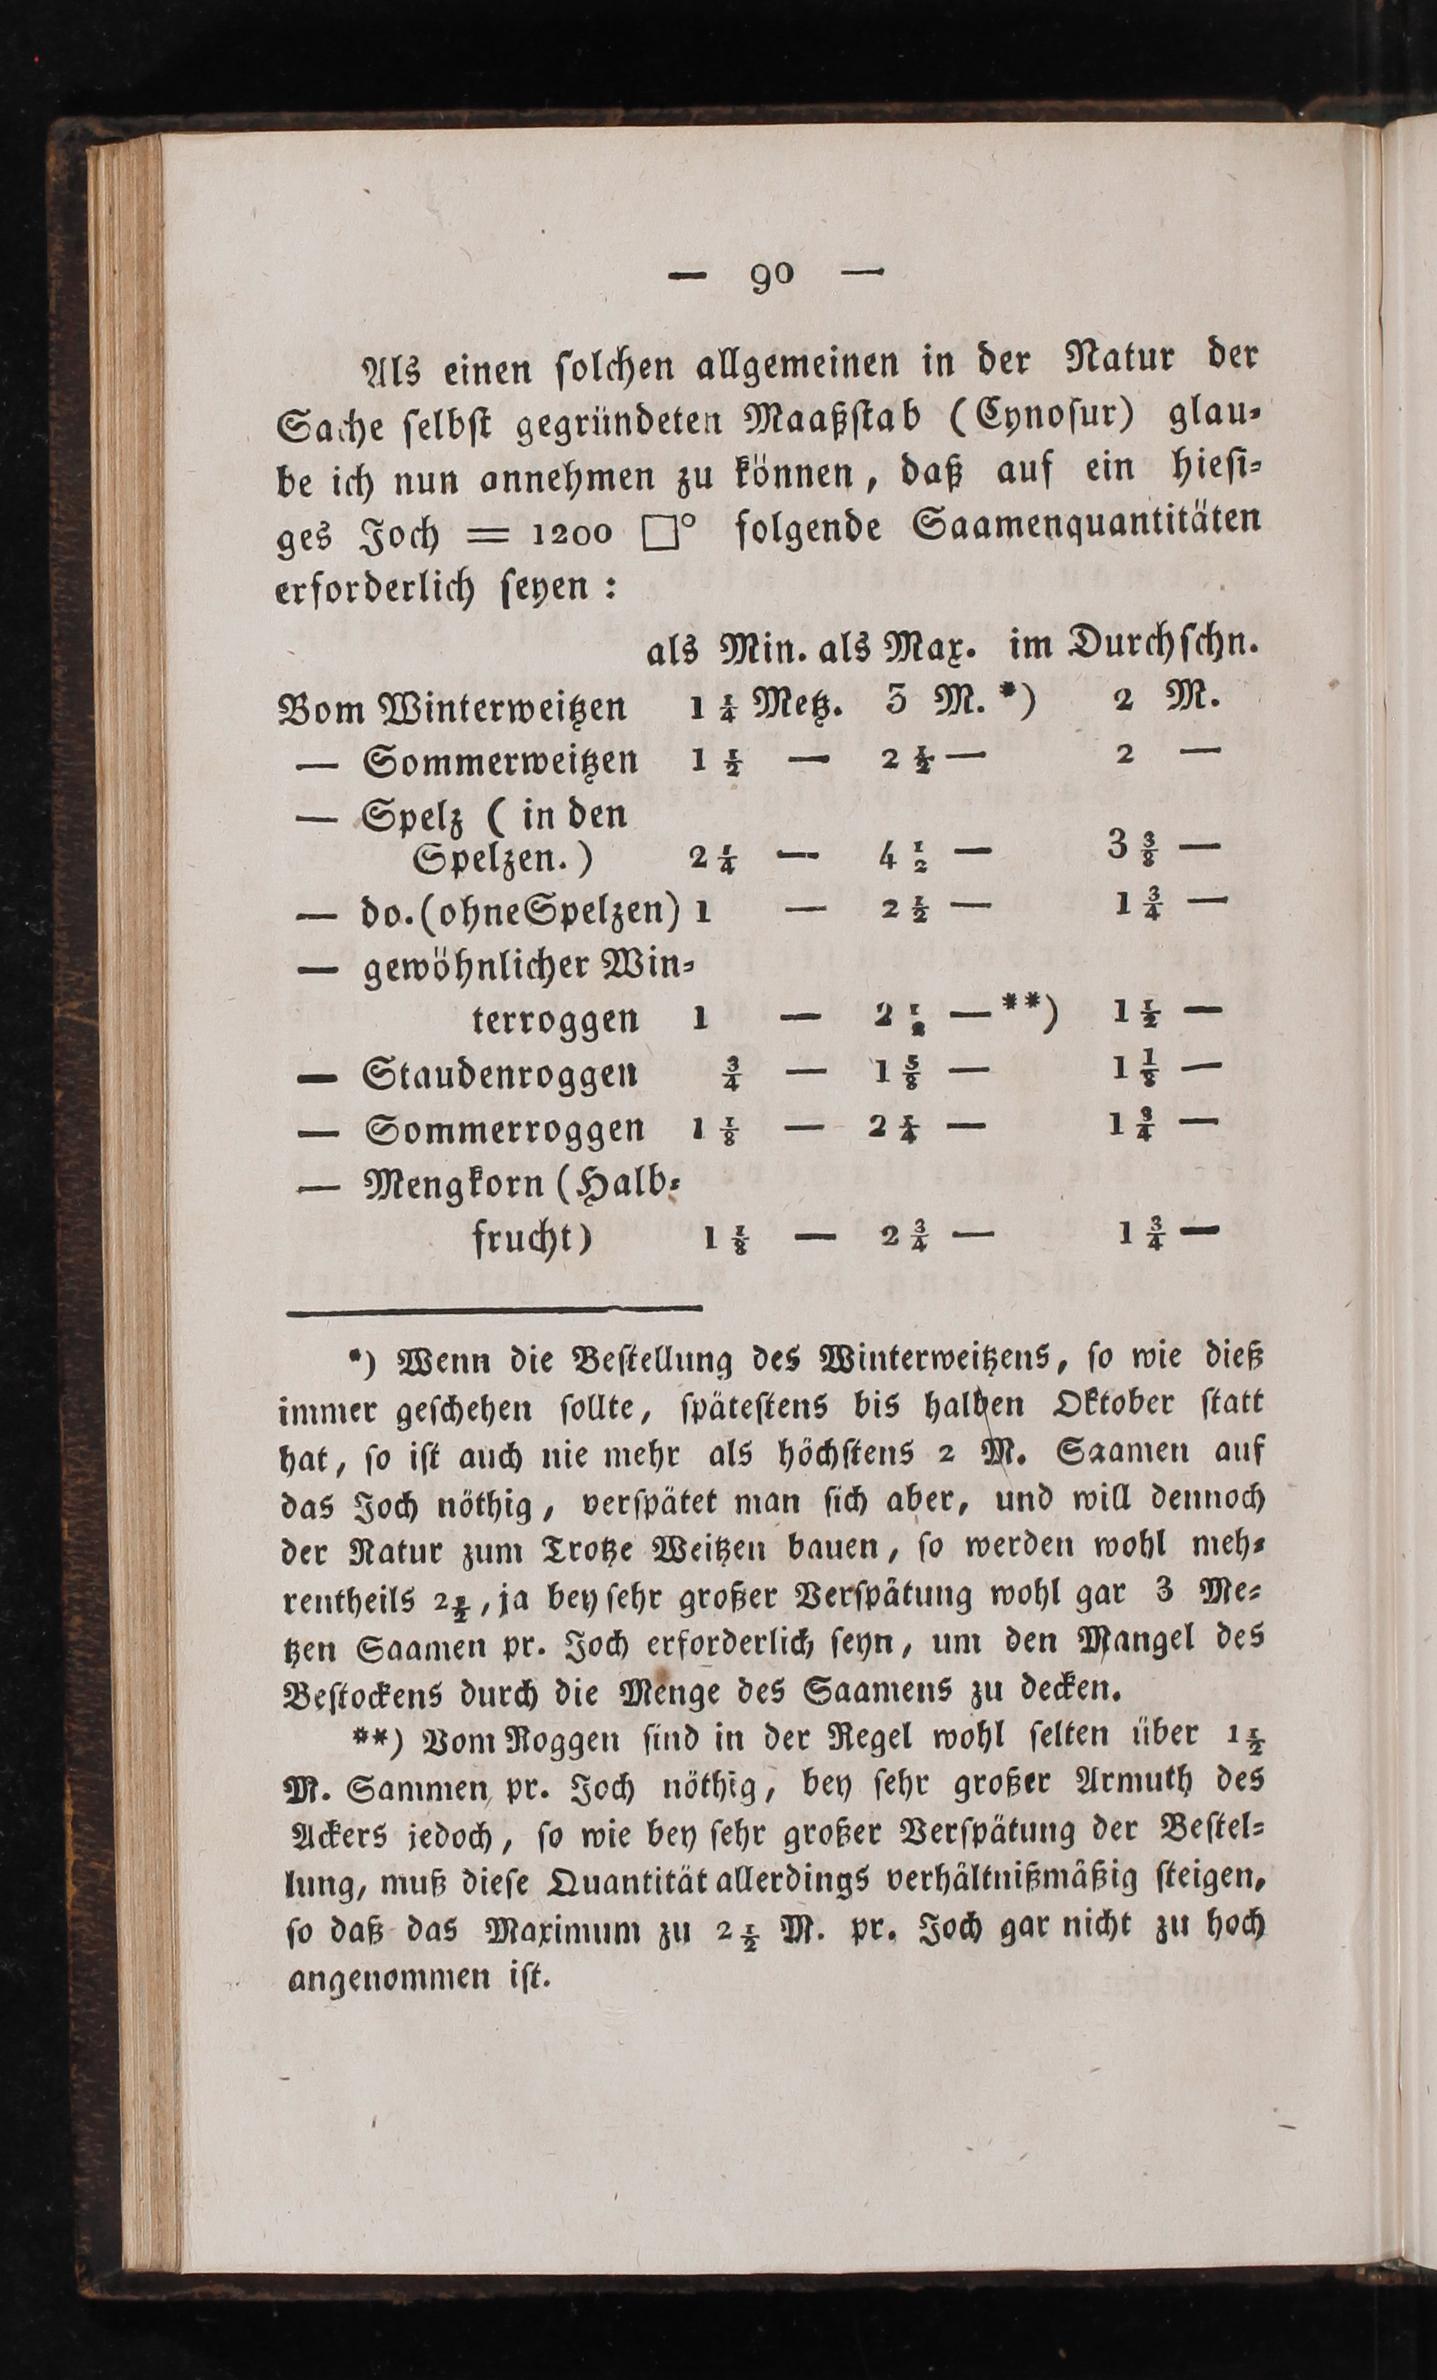 — 90 —
Als einen ſolchen allgemeinen in der Natur der
Sache ſelbſt gegründeten Maaßſtab (Cynoſur) glau⸗
be ich nun annehmen zu können, daß auf ein hieſi⸗
ges Joch = 1200 □° folgende Saamenquantitäten
erforderlich ſeyen:
als Min. als Max. im Durchſchn.
Vom Winterweitzen 1 1/4 Metz. 3 M. *) 2 M.
— Sommerweitzen 1 1/2 — 2 1/2 — 2 —
— Spelz (in den
Spelzen.) 2 1/4 — 4 1/2 — 3 3/8 —
— do. (ohne Spelzen) 1 — 2 1/2 — 1 3/4 —
— gewöhnlicher Win⸗
terroggen 1 — 2 1/2 — **) 1 1/2 —
— Staudenroggen 3/4 — 1 5/8 — 1 1/8 —
— Sommerroggen 1 1/8 — 2 1/4 — 1 3/4 —
— Mengkorn (Halb⸗
frucht) 1 1/8 — 2 3/4 — 1 3/4 —
*) Wenn die Beſtellung des Winterweitzens, ſo wie dieß
immer geſchehen ſollte, ſpäteſtens bis halben Oktober ſtatt
hat, ſo iſt auch nie mehr als höchſtens 2 M. Saamen auf
das Joch nöthig, verſpätet man ſich aber, und will dennoch
der Natur zum Trotze Weitzen bauen, ſo werden wohl meh⸗
rentheils 2 1/2, ja bey ſehr großer Verſpätung wohl gar 3 Me⸗
tzen Saamen pr. Joch erforderlich ſeyn, um den Mangel des
Beſtockens durch die Menge des Saamens zu decken.
**) Vom Roggen ſind in der Regel wohl ſelten über 1 1/2
M. Sammen pr. Joch nöthig, bey ſehr großer Armuth des
Ackers jedoch, ſo wie bey ſehr großer Verſpätung der Beſtel⸗
lung, muß dieſe Quantität allerdings verhältnißmäßig ſteigen,
ſo daß das Maximum zu 2 1/2 M. pr. Joch gar nicht zu hoch
angenommen iſt.